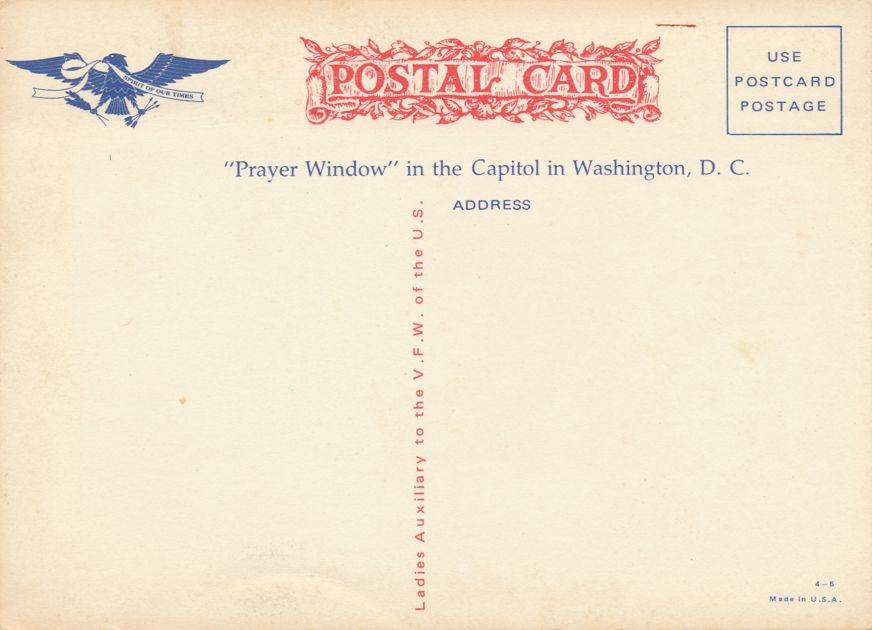 SPIRIT OF OUR TIMES
POSTAL CARD
USE
POSTCARD
POSTAGE
"Prayer Window" in the Capitol in Washington, D. C.
ADDRESS
Ladies Auxiliary to the V.F.W. of the U.S.
4-5
Made in U.S.A.